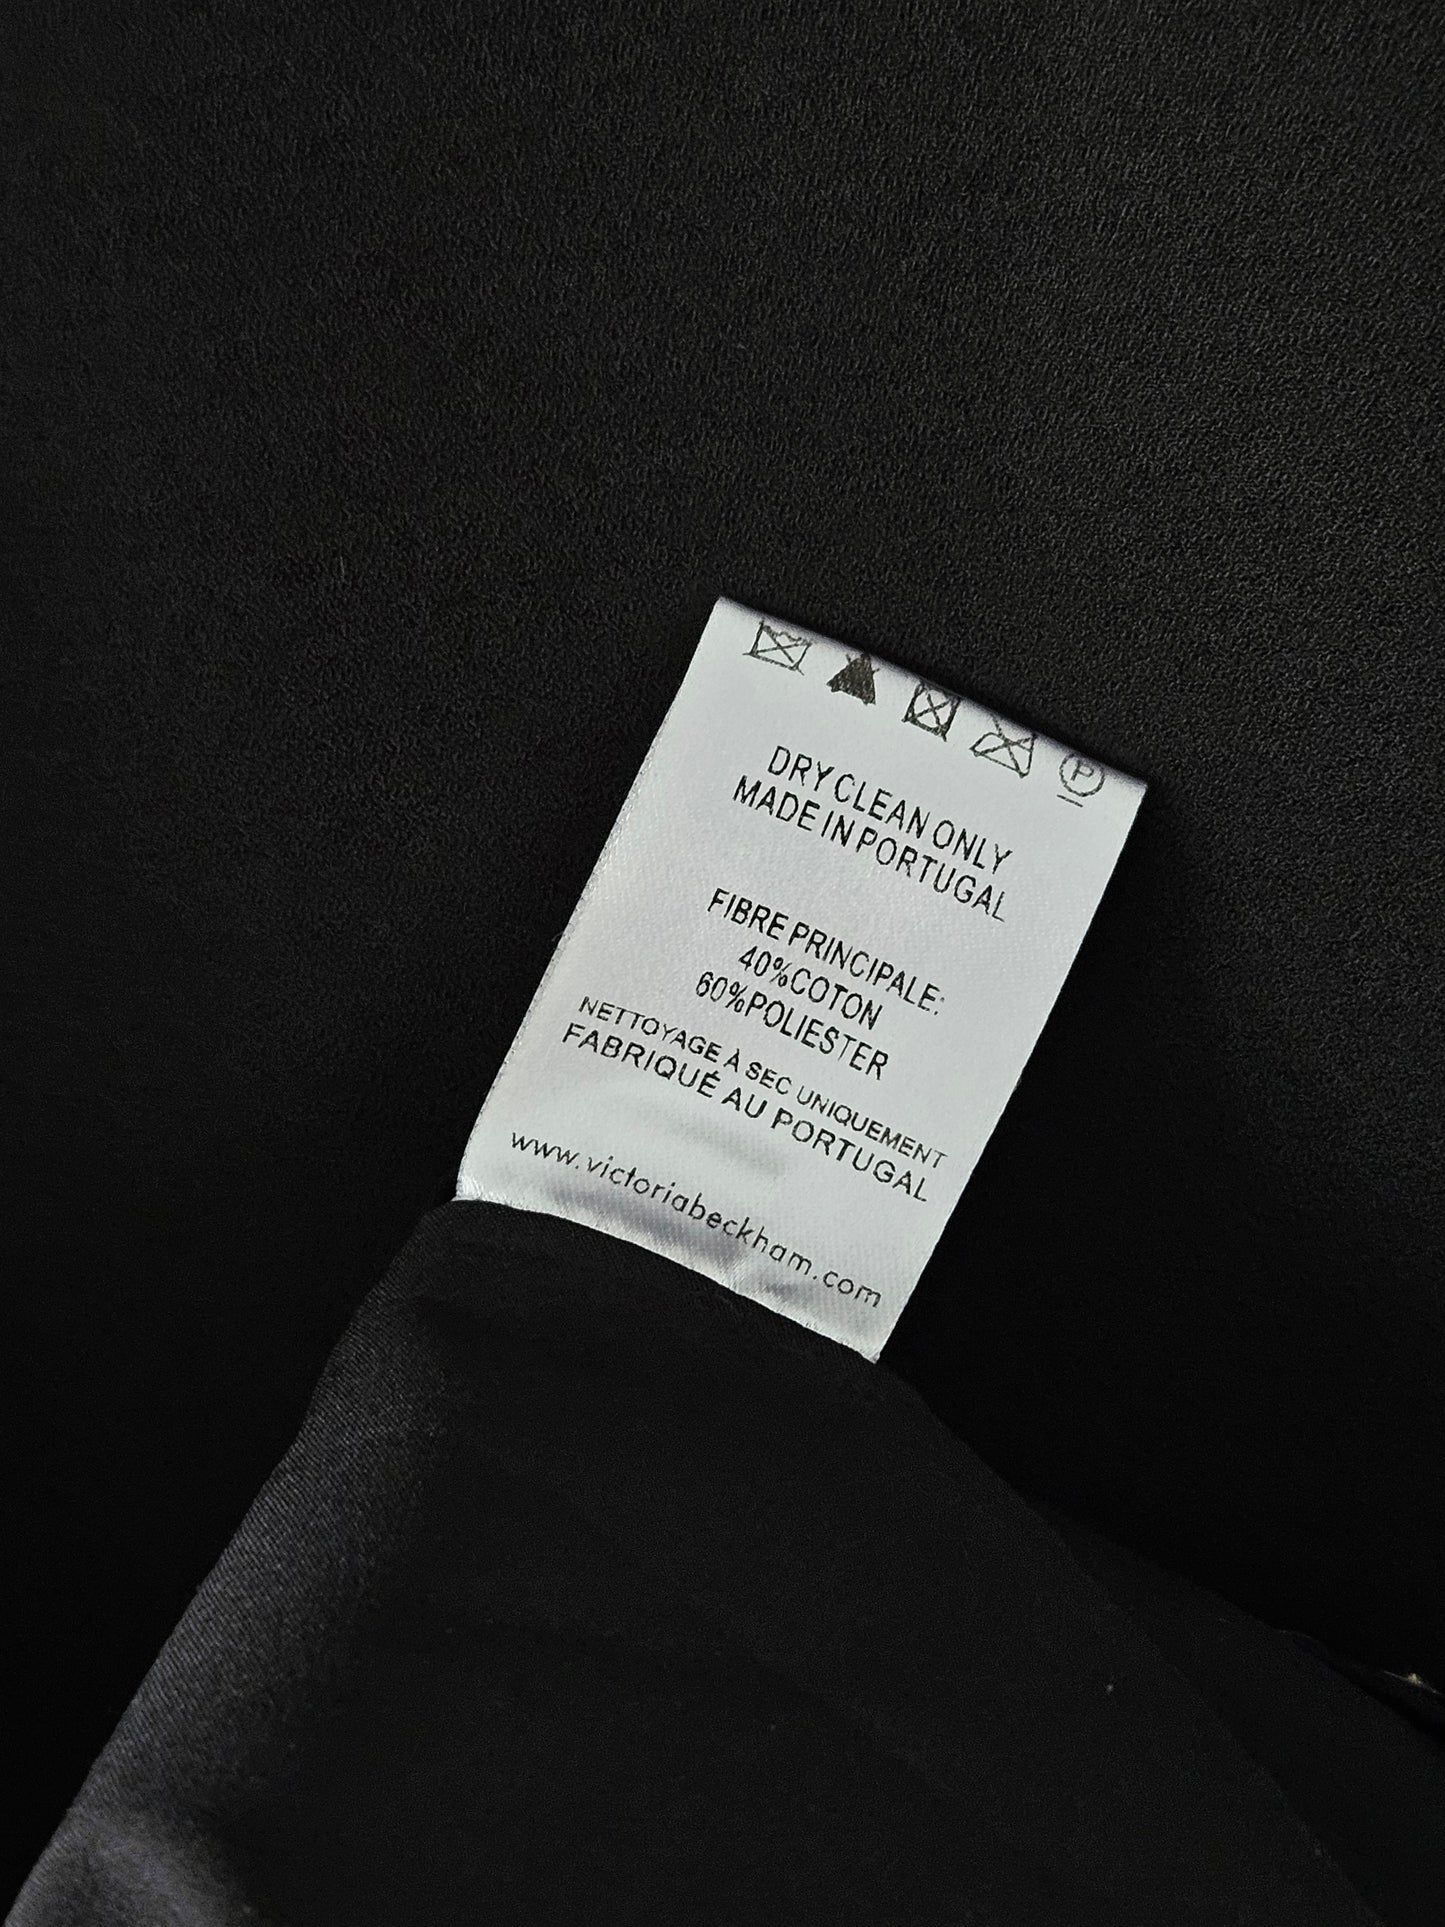 DRY CLEAN ONLY
MADE IN PORTUGAL
FIBRE PRINCIPALE:
40%COTON
60%POLIESTER
NETTOYAGE À SEC UNIQUEMENT
FABRIQUÉ AU PORTUGAL
www.victoriabeckham.com